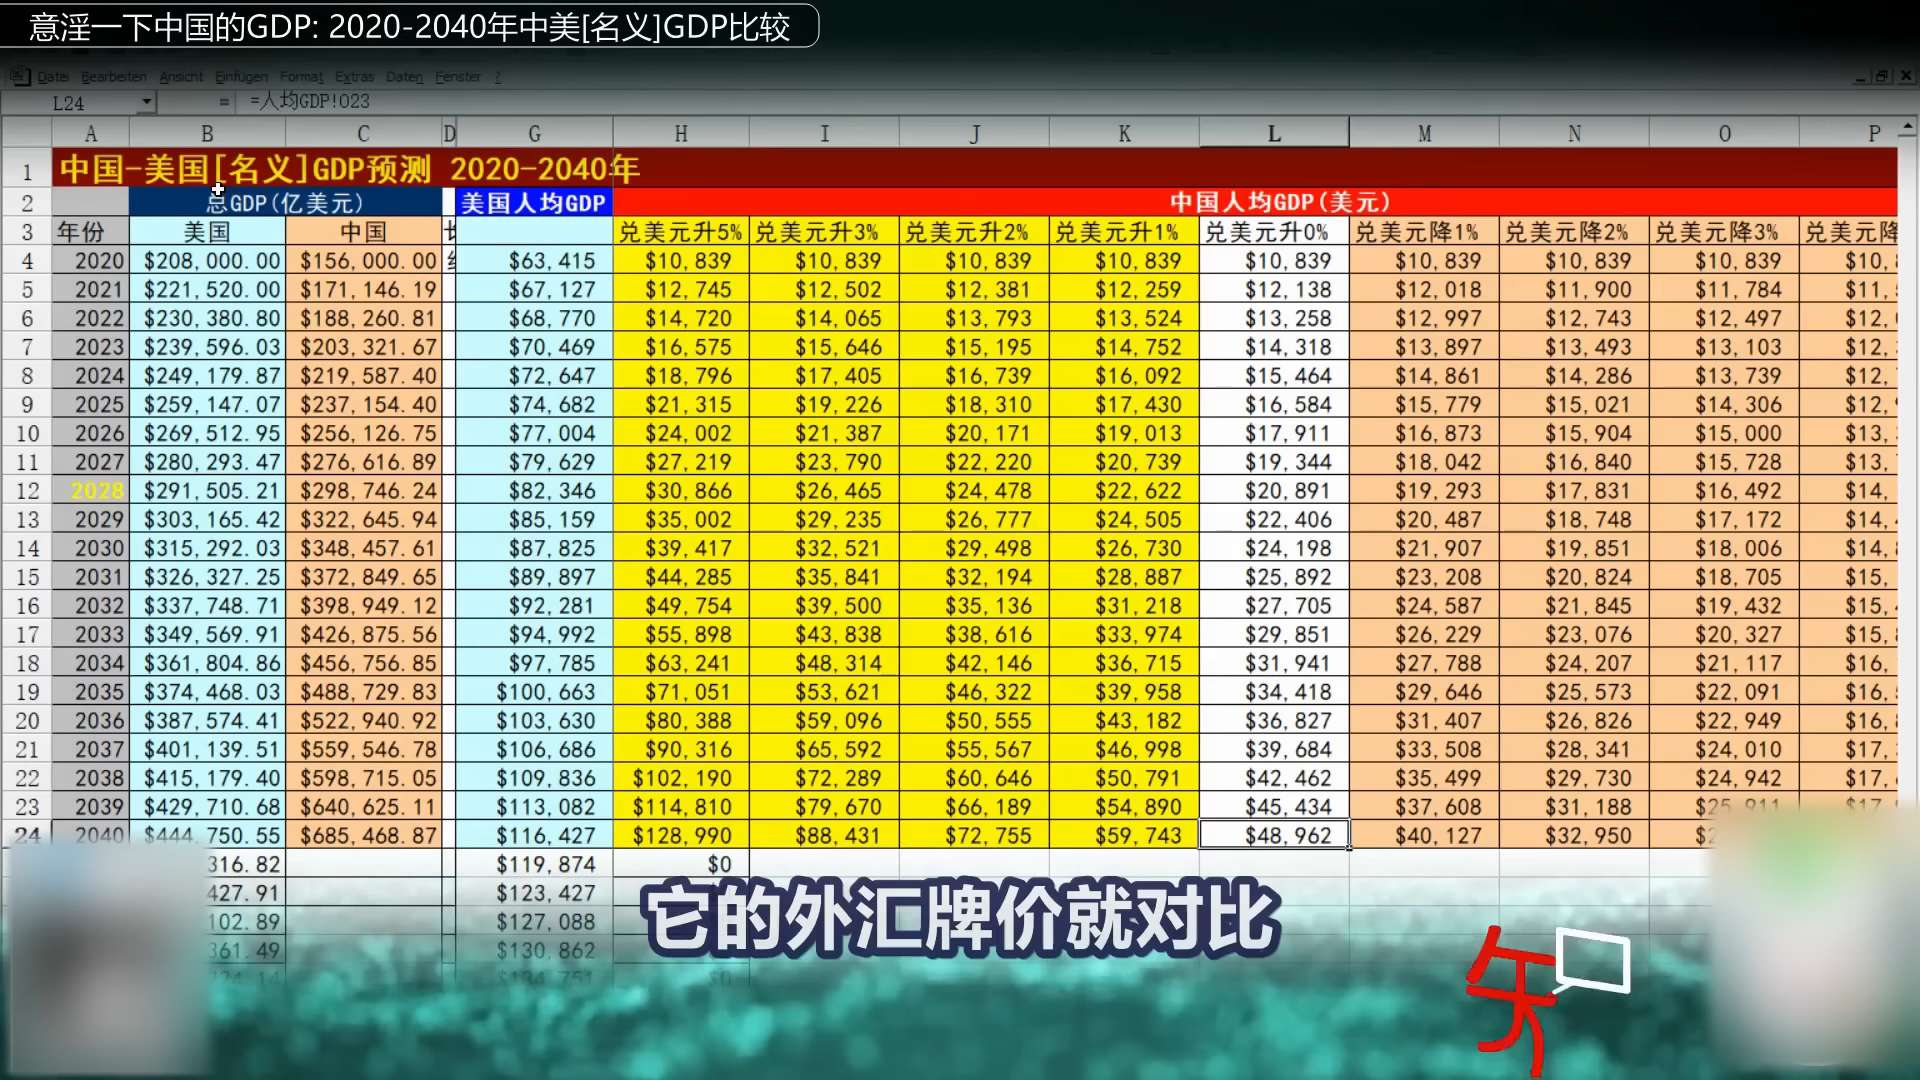 意淫一下中国的GDP: 2020-2040年中美[名义]GDP比较
Datei Bearbeiten Ansicht Einfügen Format Extras Daten Fenster ?
L24 = =人均GDP!O23
A B C D G H I J K L M N O P
1 中国-美国[名义]GDP预测 2020-2040年
2 总GDP(亿美元) 美国人均GDP 中国人均GDP(美元)
3 年份 美国 中国 兑美元升5% 兑美元升3% 兑美元升2% 兑美元升1% 兑美元升0% 兑美元降1% 兑美元降2% 兑美元降3% 兑美元降
4 2020 $208,000.00 $156,000.00 $63,415 $10,839 $10,839 $10,839 $10,839 $10,839 $10,839 $10,839 $10,839 $10,
5 2021 $221,520.00 $171,146.19 $67,127 $12,745 $12,502 $12,381 $12,259 $12,138 $12,018 $11,900 $11,784 $11,
6 2022 $230,380.80 $188,260.81 $68,770 $14,720 $14,065 $13,793 $13,524 $13,258 $12,997 $12,743 $12,497 $12,
7 2023 $239,596.03 $203,321.67 $70,469 $16,575 $15,646 $15,195 $14,752 $14,318 $13,897 $13,493 $13,103 $12,
8 2024 $249,179.87 $219,587.40 $72,647 $18,796 $17,405 $16,739 $16,092 $15,464 $14,861 $14,286 $13,739 $12,
9 2025 $259,147.07 $237,154.40 $74,682 $21,315 $19,226 $18,310 $17,430 $16,584 $15,779 $15,021 $14,306 $12,
10 2026 $269,512.95 $256,126.75 $77,004 $24,002 $21,387 $20,171 $19,013 $17,911 $16,873 $15,904 $15,000 $13,
11 2027 $280,293.47 $276,616.89 $79,629 $27,219 $23,790 $22,220 $20,739 $19,344 $18,042 $16,840 $15,728 $13,
12 2028 $291,505.21 $298,746.24 $82,346 $30,866 $26,465 $24,478 $22,622 $20,891 $19,293 $17,831 $16,492 $14,
13 2029 $303,165.42 $322,645.94 $85,159 $35,002 $29,235 $26,777 $24,505 $22,406 $20,487 $18,748 $17,172 $14,
14 2030 $315,292.03 $348,457.61 $87,825 $39,417 $32,521 $29,498 $26,730 $24,198 $21,907 $19,851 $18,006 $14,
15 2031 $326,327.25 $372,849.65 $89,897 $44,285 $35,841 $32,194 $28,887 $25,892 $23,208 $20,824 $18,705 $15,
16 2032 $337,748.71 $398,949.12 $92,281 $49,754 $39,500 $35,136 $31,218 $27,705 $24,587 $21,845 $19,432 $15,
17 2033 $349,569.91 $426,875.56 $94,992 $55,898 $43,838 $38,616 $33,974 $29,851 $26,229 $23,076 $20,327 $15,
18 2034 $361,804.86 $456,756.85 $97,785 $63,241 $48,314 $42,146 $36,715 $31,941 $27,788 $24,207 $21,117 $16,
19 2035 $374,468.03 $488,729.83 $100,663 $71,051 $53,621 $46,322 $39,958 $34,418 $29,646 $25,573 $22,091 $16,
20 2036 $387,574.41 $522,940.92 $103,630 $80,388 $59,096 $50,555 $43,182 $36,827 $31,407 $26,826 $22,949 $16,
21 2037 $401,139.51 $559,546.78 $106,686 $90,316 $65,592 $55,567 $46,998 $39,684 $33,508 $28,341 $24,010 $17,
22 2038 $415,179.40 $598,715.05 $109,836 $102,190 $72,289 $60,646 $50,791 $42,462 $35,499 $29,730 $24,942 $17,
23 2039 $429,710.68 $640,625.11 $113,082 $114,810 $79,670 $66,189 $54,890 $45,434 $37,608 $31,188 $25,911 $17,
24 2040 $444,750.55 $685,468.87 $116,427 $128,990 $88,431 $72,755 $59,743 $48,962 $40,127 $32,950
316.82 $119,874 $0
427.91 $123,427
102.89 $127,088
361.49 $130,862
它的外汇牌价就对比